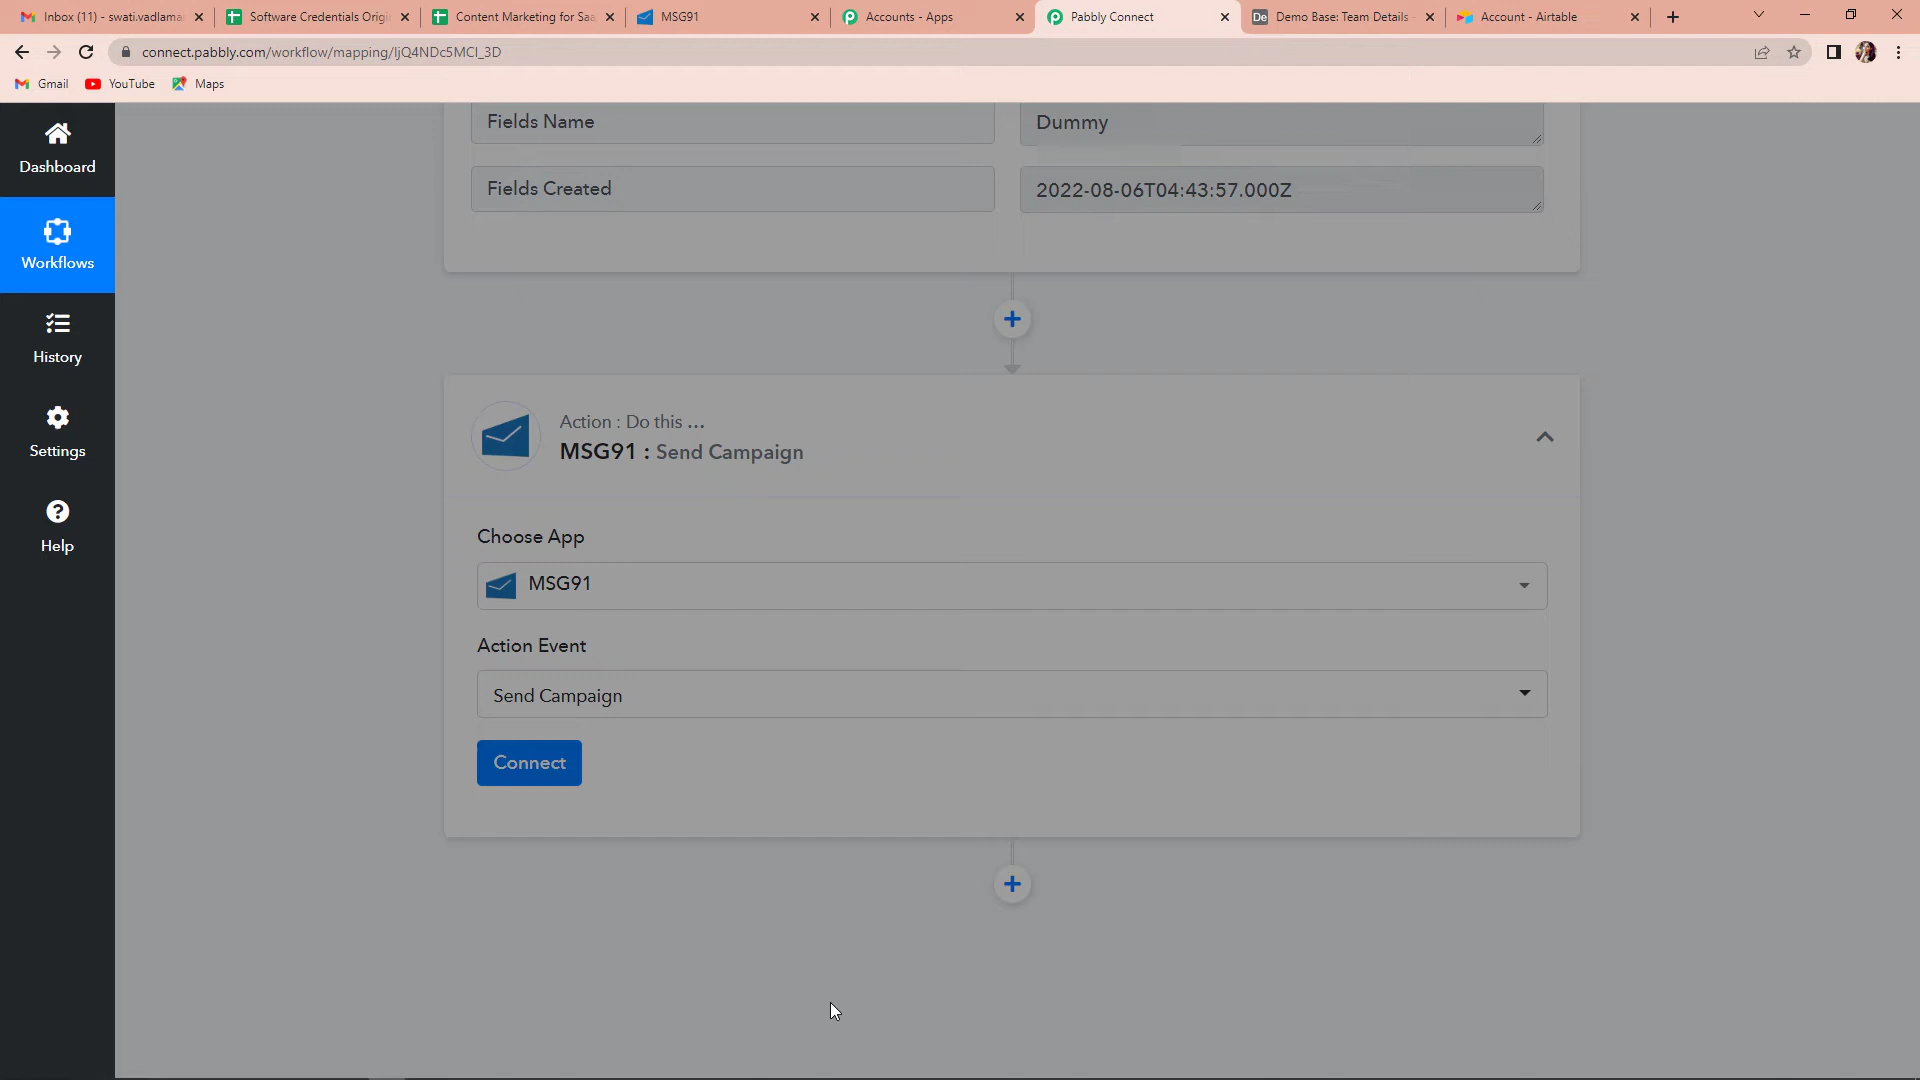 Inbox (11) - swati.vadlama
Software Credentials Origi
Content Marketing for Saa
MSG91
Accounts - Apps
Pabbly Connect
De
Demo Base: Team Details -
Account - Airtable
connect.pabbly.com/workflow/mapping/IjQ4NDc5MCI_3D
Gmail
YouTube
Maps
Dashboard
Workflows
History
Settings
Help
Fields Name
Dummy
Fields Created
2022-08-06T04:43:57.000Z
Action : Do this ...
MSG91 : Send Campaign
Choose App
MSG91
Action Event
Send Campaign
Connect